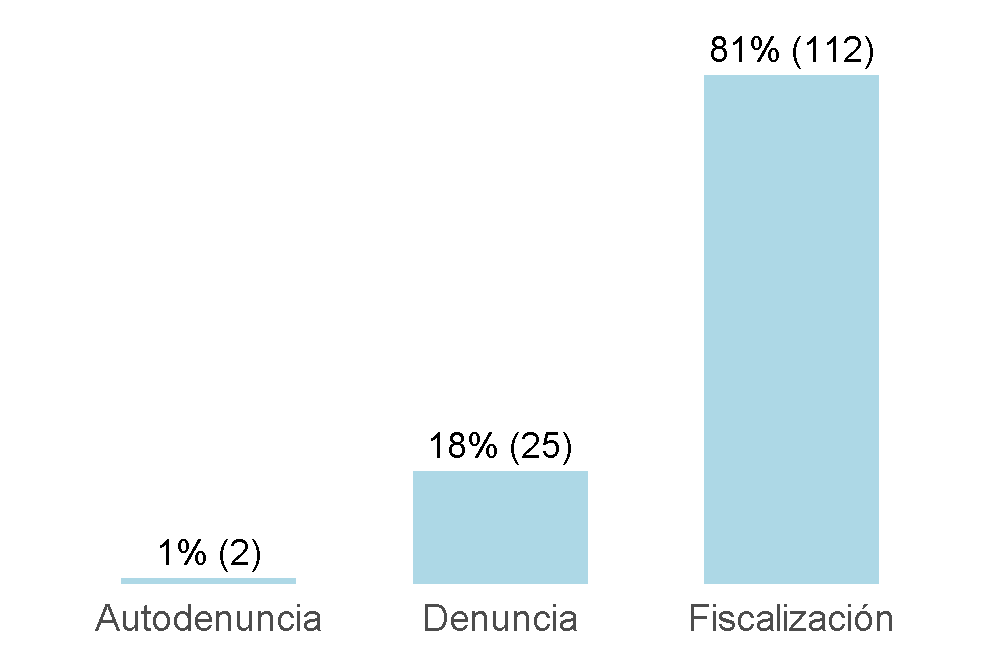 81% (112)
18% (25)
1% (2)
Autodenuncia
Denuncia
Fiscalización